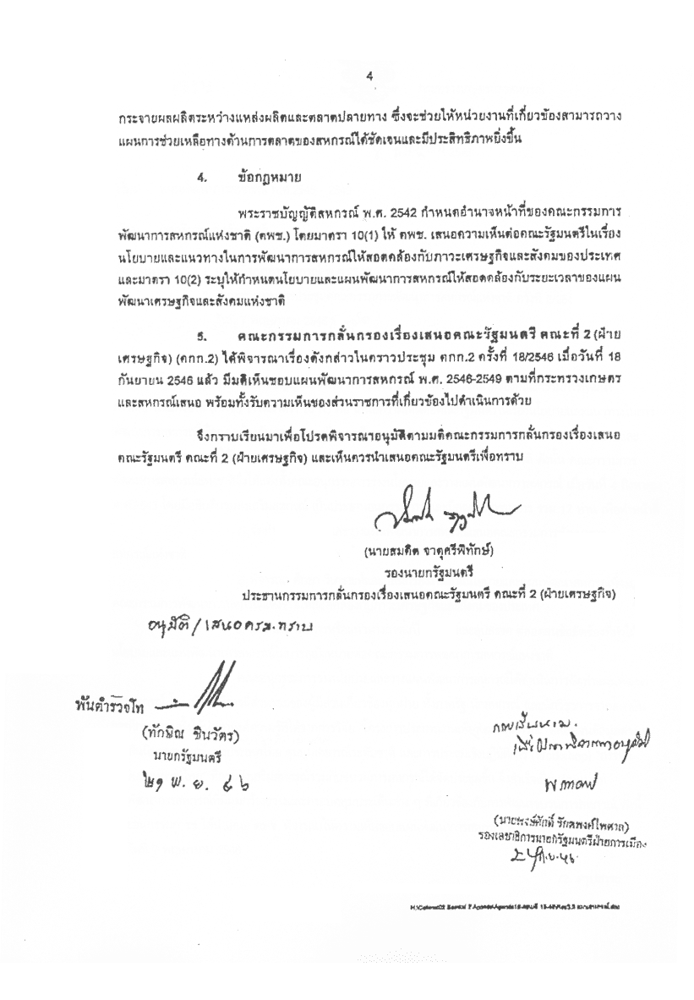 4
กระจายผลผลิตระหว่างแหล่งผลิตและตลาดปลายทาง ซึ่งจะช่วยให้หน่วยงานที่เกี่ยวข้องสามารถวาง
แผนการช่วยเหลือทางด้านการตลาดของสหกรณ์ได้ชัดเจนและมีประสิทธิภาพยิ่งขึ้น
4. ข้อกฎหมาย
พระราชบัญญัติสหกรณ์ พ.ศ. 2542 กำหนดอำนาจหน้าที่ของคณะกรรมการ
พัฒนาการสหกรณ์แห่งชาติ (คพช.) โดยมาตรา 10(1) ให้ คพช. เสนอความเห็นต่อคณะรัฐมนตรีในเรื่อง
นโยบายและแนวทางในการพัฒนาการสหกรณ์ให้สอดคล้องกับภาวะเศรษฐกิจและสังคมของประเทศ
และมาตรา 10(2) ระบุให้กำหนดนโยบายและแผนพัฒนาการสหกรณ์ให้สอดคล้องกับระยะเวลาของแผน
พัฒนาเศรษฐกิจและสังคมแห่งชาติ
5. คณะกรรมการกลั่นกรองเรื่องเสนอคณะรัฐมนตรี คณะที่ 2 (ฝ่าย
เศรษฐกิจ) (คกก.2) ได้พิจารณาเรื่องดังกล่าวในคราวประชุม คกก.2 ครั้งที่ 18/2546 เมื่อวันที่ 18
กันยายน 2546 แล้ว มีมติเห็นชอบแผนพัฒนาการสหกรณ์ พ.ศ. 2546-2549 ตามที่กระทรวงเกษตร
และสหกรณ์เสนอ พร้อมทั้งรับความเห็นของส่วนราชการที่เกี่ยวข้องไปดำเนินการด้วย
จึงกราบเรียนมาเพื่อโปรดพิจารณาอนุมัติตามมติคณะกรรมการกลั่นกรองเรื่องเสนอ
คณะรัฐมนตรี คณะที่ 2 (ฝ่ายเศรษฐกิจ) และเห็นควรนำเสนอคณะรัฐมนตรีเพื่อทราบ
(นายสมคิด จาตุศรีพิทักษ์)
รองนายกรัฐมนตรี
ประธานกรรมการกลั่นกรองเรื่องเสนอคณะรัฐมนตรี คณะที่ 2 (ฝ่ายเศรษฐกิจ)
อนุมัติ/เสนอครม.ทราบ
พันตำรวจโท
(ทักษิณ ชินวัตร)
นายกรัฐมนตรี
พ.ย. ๔๖
กราบเรียน
(นายพงษ์ศักดิ์ รัตตพงศ์ไพศาล)
รองเลขาธิการนายกรัฐมนตรีฝ่ายการเมือง